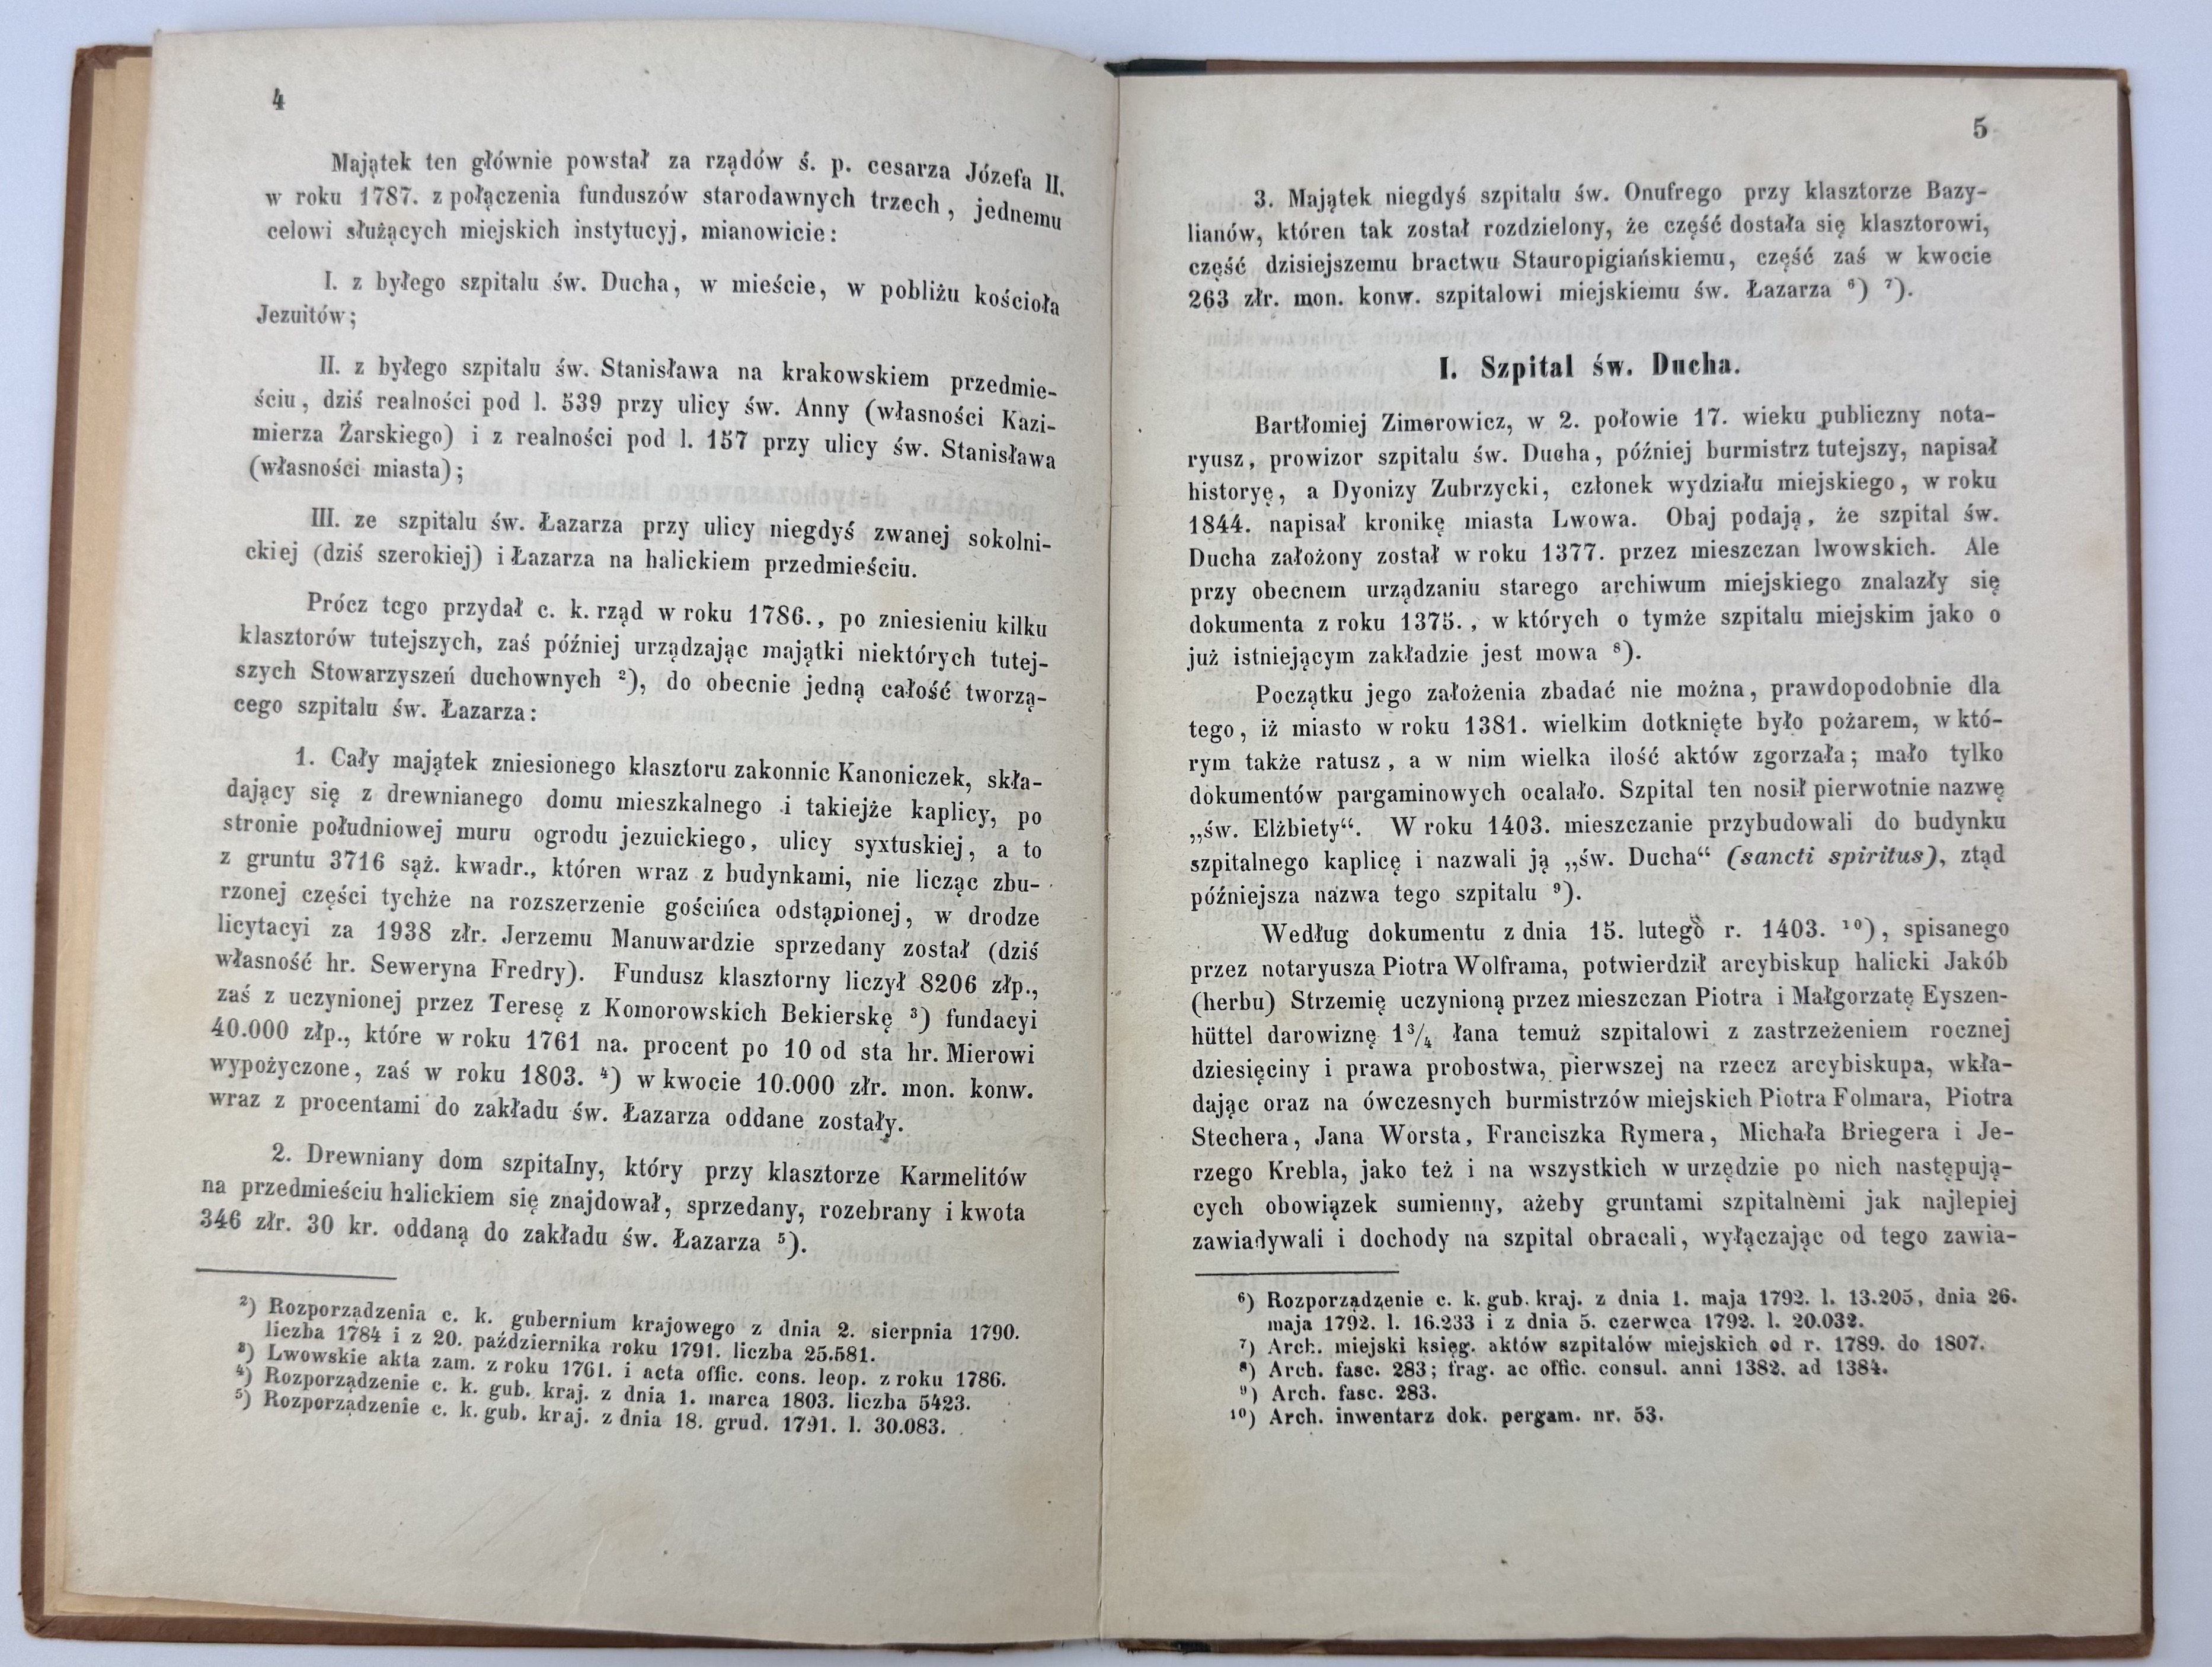 4
Majątek ten głównie powstał za rządów ś. p. cesarza Józefa II.
w roku 1787. z połączenia funduszów starodawnych trzech, jednemu
celowi służących miejskich instytucyj, mianowicie:
I. z byłego szpitalu św. Ducha, w mieście, w pobliżu kościoła
Jezuitów;
II. z byłego szpitalu św. Stanisława na krakowskiem przedmie-
ściu, dziś realności pod l. 539 przy ulicy św. Anny (własności Kazi-
mierza Żarskiego) i z realności pod l. 157 przy ulicy św. Stanisława
(własności miasta);
III. ze szpitalu św. Łazarza przy ulicy niegdyś zwanej sokolni-
ckiej (dziś szerokiej) i Łazarza na halickiem przedmieściu.
Prócz tego przydał c. k. rząd w roku 1786., po zniesieniu kilku
klasztorów tutejszych, zaś później urządzając majątki niektórych tutej-
szych Stowarzyszeń duchownych ²), do obecnie jedną całość tworzą-
cego szpitalu św. Łazarza:
1. Cały majątek zniesionego klasztoru zakonnic Kanoniczek, skła-
dający się z drewnianego domu mieszkalnego i takiejże kaplicy, po
stronie południowej muru ogrodu jezuickiego, ulicy syxtuskiej, a to
z gruntu 3716 sąż. kwadr., któren wraz z budynkami, nie licząc zbu-
rzonej części tychże na rozszerzenie gościńca odstąpionej, w drodze
licytacyi za 1938 złr. Jerzemu Manuwardzie sprzedany został (dziś
własność hr. Seweryna Fredry). Fundusz klasztorny liczył 8206 złp.,
zaś z uczynionej przez Teresę z Komorowskich Bekierskę ³) fundacyi
40.000 złp., które w roku 1761 na. procent po 10 od sta hr. Mierowi
wypożyczone, zaś w roku 1803. ⁴) w kwocie 10.000 złr. mon. konw.
wraz z procentami do zakładu św. Łazarza oddane zostały.
2. Drewniany dom szpitalny, który przy klasztorze Karmelitów
na przedmieściu halickiem się znajdował, sprzedany, rozebrany i kwota
346 złr. 30 kr. oddaną do zakładu św. Łazarza ⁵).
²) Rozporządzenia c. k. gubernium krajowego z dnia 2. sierpnia 1790.
liczba 1784 i z 20. października roku 1791. liczba 25.581.
³) Lwowskie akta zam. z roku 1761. i acta offic. cons. leop. z roku 1786.
⁴) Rozporządzenie c. k. gub. kraj. z dnia 1. marca 1803. liczba 5423.
⁵) Rozporządzenie c. k. gub. kraj. z dnia 18. grud. 1791. l. 30.083.
5
3. Majątek niegdyś szpitalu św. Onufrego przy klasztorze Bazy-
lianów, któren tak został rozdzielony, że część dostała się klasztorowi,
część dzisiejszemu bractwu Stauropigiańskiemu, część zaś w kwocie
263 złr. mon. konw. szpitalowi miejskiemu św. Łazarza ⁶) ⁷).
I. Szpital św. Ducha.
Bartłomiej Zimorowicz, w 2. połowie 17. wieku publiczny nota-
ryusz, prowizor szpitalu św. Ducha, później burmistrz tutejszy, napisał
historyę, a Dyonizy Zubrzycki, członek wydziału miejskiego, w roku
1844. napisał kronikę miasta Lwowa. Obaj podają, że szpital św.
Ducha założony został w roku 1377. przez mieszczan lwowskich. Ale
przy obecnem urządzaniu starego archiwum miejskiego znalazły się
dokumenta z roku 1375., w których o tymże szpitalu miejskim jako o
już istniejącym zakładzie jest mowa ⁸).
Początku jego założenia zbadać nie można, prawdopodobnie dla
tego, iż miasto w roku 1381. wielkim dotknięte było pożarem, w któ-
rym także ratusz, a w nim wielka ilość aktów zgorzała; mało tylko
dokumentów pargaminowych ocalało. Szpital ten nosił pierwotnie nazwę
„św. Elżbiety“. W roku 1403. mieszczanie przybudowali do budynku
szpitalnego kaplicę i nazwali ją „św. Ducha“ (sancti spiritus), ztąd
późniejsza nazwa tego szpitalu ⁹).
Według dokumentu z dnia 15. lutego r. 1403. ¹⁰), spisanego
przez notaryusza Piotra Wolframa, potwierdził arcybiskup halicki Jakób
(herbu) Strzemię uczynioną przez mieszczan Piotra i Małgorzatę Eyszen-
hüttel darowiznę 1³/₄ łana temuż szpitalowi z zastrzeżeniem rocznej
dziesięciny i prawa probostwa, pierwszej na rzecz arcybiskupa, wkła-
dając oraz na ówczesnych burmistrzów miejskich Piotra Folmara, Piotra
Stechera, Jana Worsta, Franciszka Rymera, Michała Briegera i Je-
rzego Krebla, jako też i na wszystkich w urzędzie po nich następują-
cych obowiązek sumienny, ażeby gruntami szpitalnemi jak najlepiej
zawiadywali i dochody na szpital obracali, wyłączając od tego zawia-
⁶) Rozporządzenie c. k. gub. kraj. z dnia 1. maja 1792. l. 13.205, dnia 26.
maja 1792. l. 16.233 i z dnia 5. czerwca 1792. l. 20.032.
⁷) Arch. miejski księg. aktów szpitalów miejskich od r. 1789. do 1807.
⁸) Arch. fasc. 283; frag. ac offic. consul. anni 1382. ad 1384.
⁹) Arch. fasc. 283.
¹⁰) Arch. inwentarz dok. pergam. nr. 53.